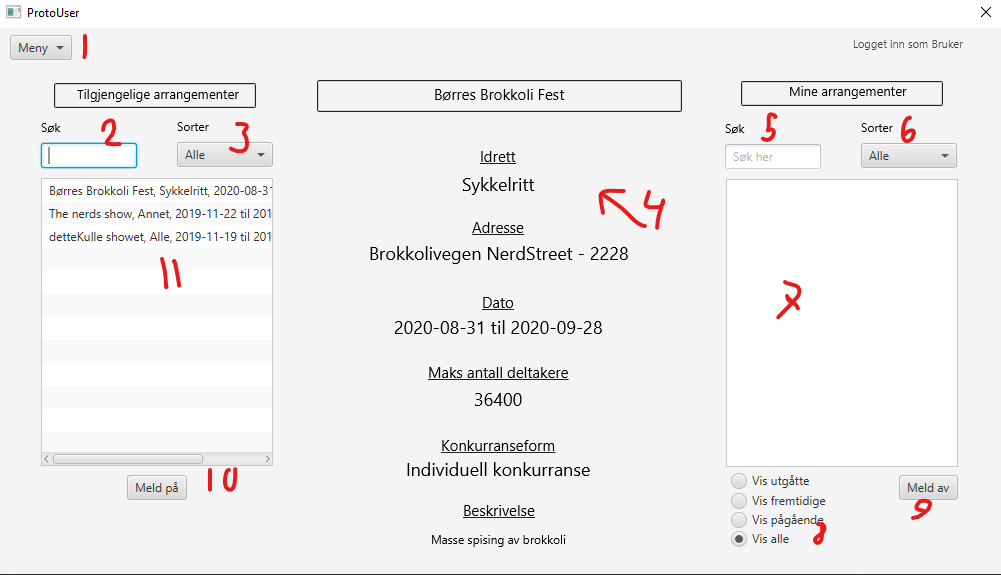 ProtoUser
Meny 1
Logget inn som Bruker
Tilgjengelige arrangementer
Søk 2
Sorter 3
Alle
Børres Brokkoli Fest, Sykkelritt, 2020-08-31
The nerds show, Annet, 2019-11-22 til 201
detteKulle showet, Alle, 2019-11-19 til 201
11
Meld på 10
Børres Brokkoli Fest
Idrett
Sykkelritt
4
Adresse
Brokkolivegen NerdStreet - 2228
Dato
2020-08-31 til 2020-09-28
Maks antall deltakere
36400
Konkurranseform
Individuell konkurranse
Beskrivelse
Masse spising av brokkoli
Mine arrangementer
Søk 5
Søk her
Sorter 6
Alle
7
Vis utgåtte
Vis fremtidige
Vis pågående
Vis alle 8
Meld av
9